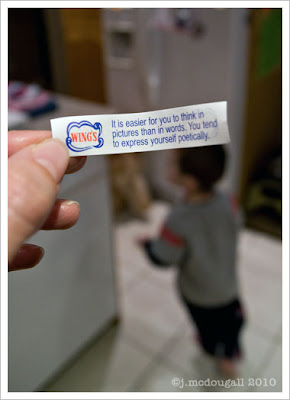 WING'S
It is easier for you to think in
pictures than in words. You tend
to express yourself poetically.
©j.mcdougall 2010